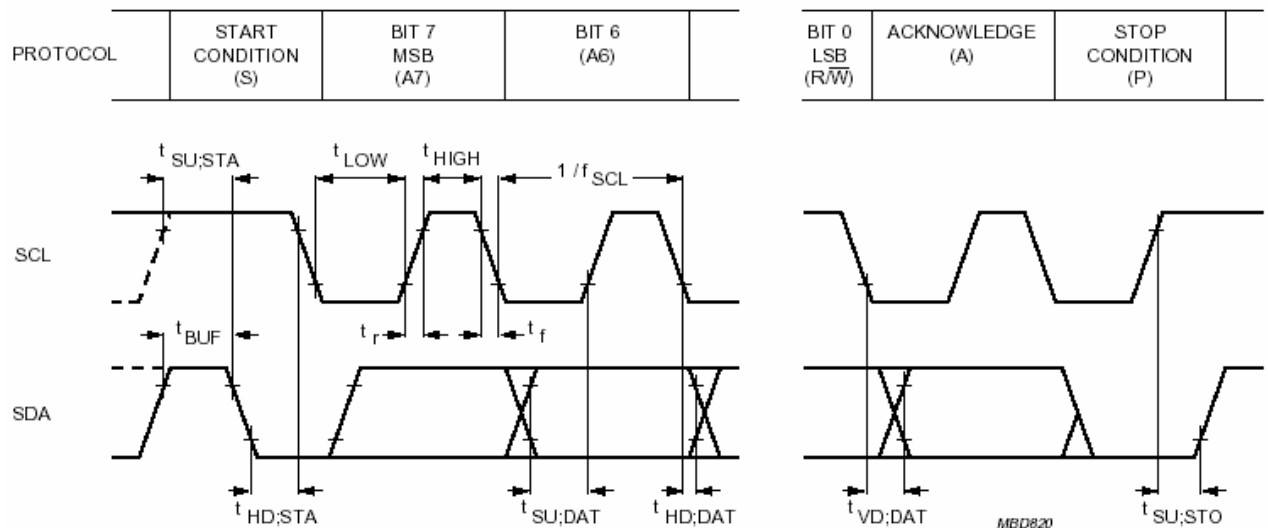 PROTOCOL
START
CONDITION
(S)
BIT 7
MSB
(A7)
BIT 6
(A6)
BIT 0
LSB
(R/W̅)
ACKNOWLEDGE
(A)
STOP
CONDITION
(P)
t SU;STA
t LOW
t HIGH
1 / f SCL
SCL
t BUF
t r
t f
SDA
t HD;STA
t SU;DAT
t HD;DAT
t VD;DAT
MBD820
t SU;STO